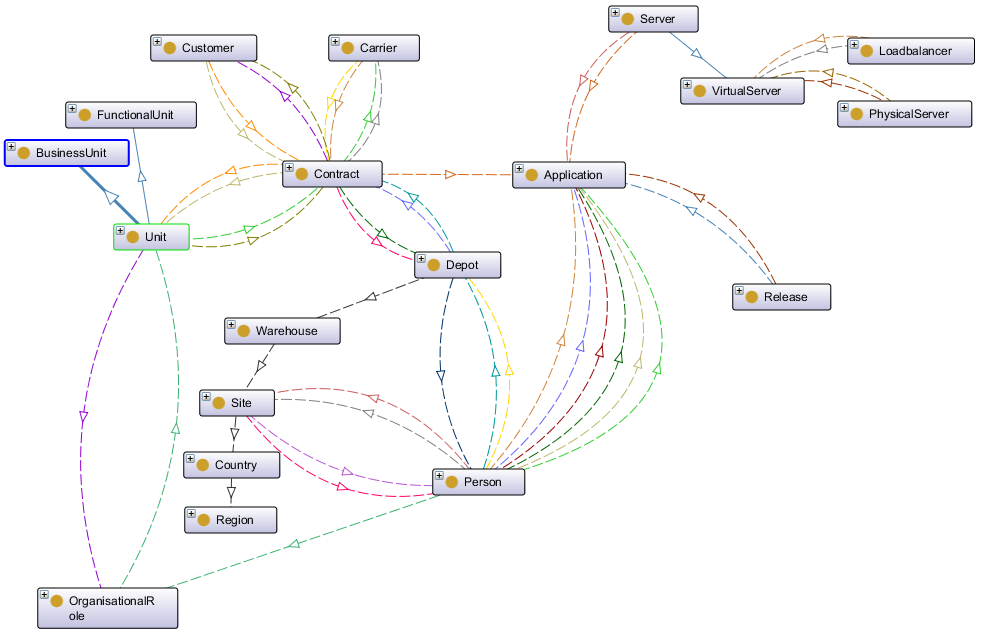 Server
Customer
Carrier
Loadbalancer
VirtualServer
FunctionalUnit
PhysicalServer
BusinessUnit
Contract
Application
Unit
Depot
Release
Warehouse
Site
Country
Person
Region
OrganisationalR
ole